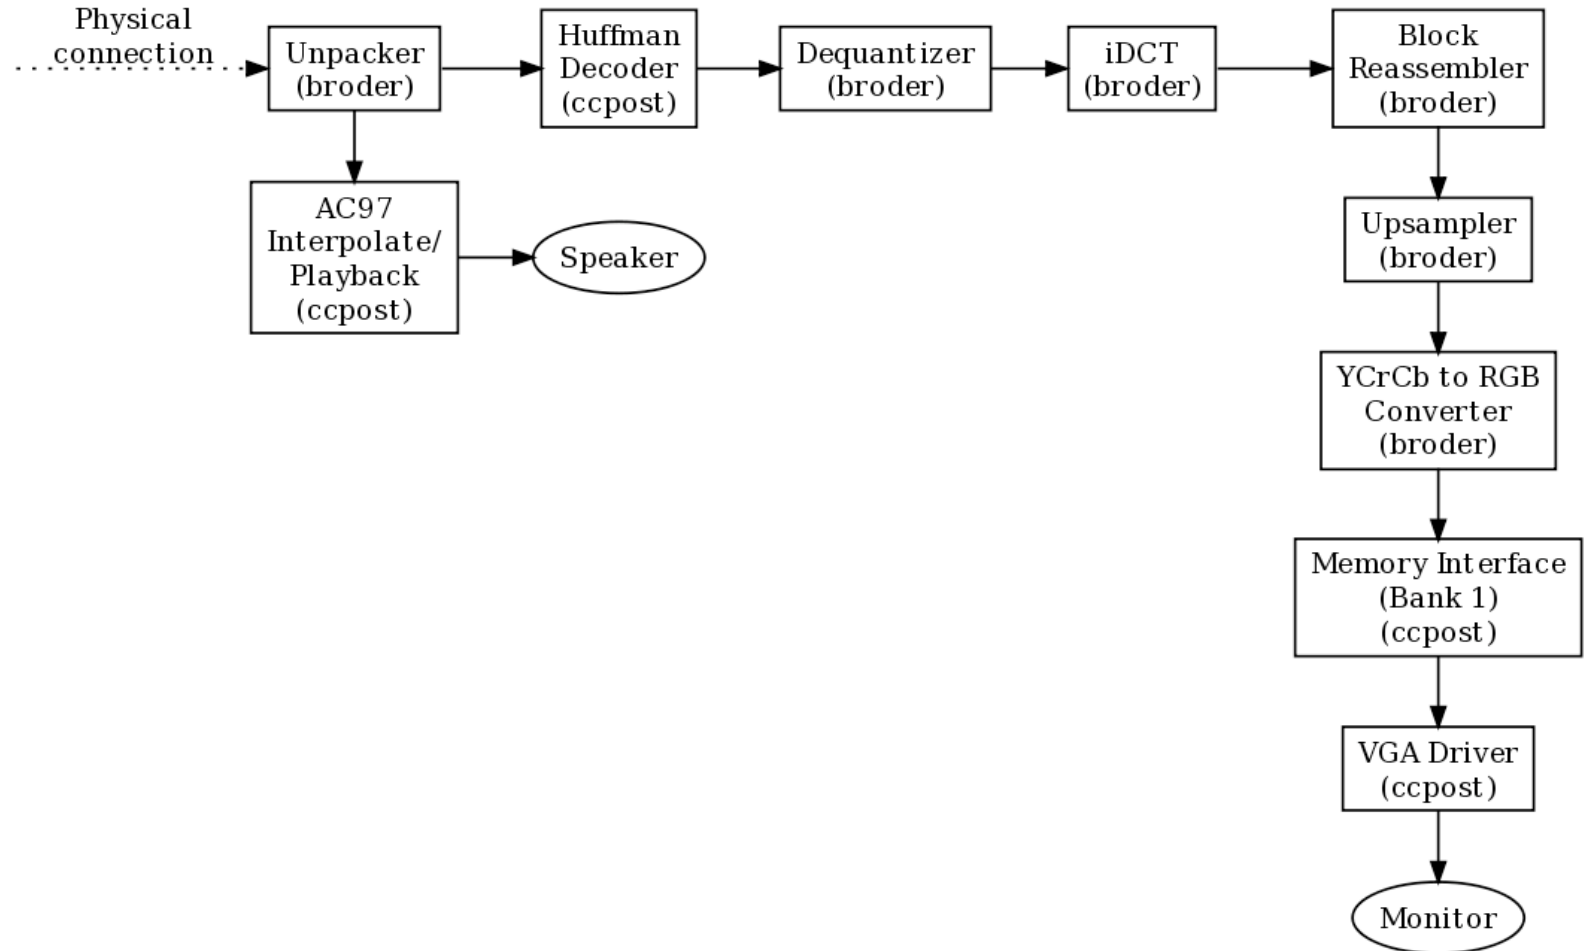 Physical
connection
Unpacker
(broder)
Huffman
Decoder
(ccpost)
Dequantizer
(broder)
iDCT
(broder)
Block
Reassembler
(broder)
AC97
Interpolate/
Playback
(ccpost)
Speaker
Upsampler
(broder)
YCrCb to RGB
Converter
(broder)
Memory Interface
(Bank 1)
(ccpost)
VGA Driver
(ccpost)
Monitor